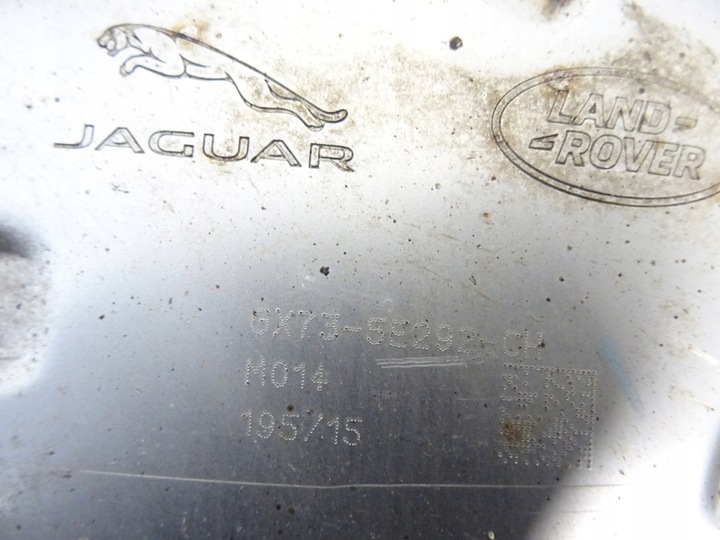 JAGUAR
LAND-
-ROVER
GX73-5E292-CH
M014
195/15